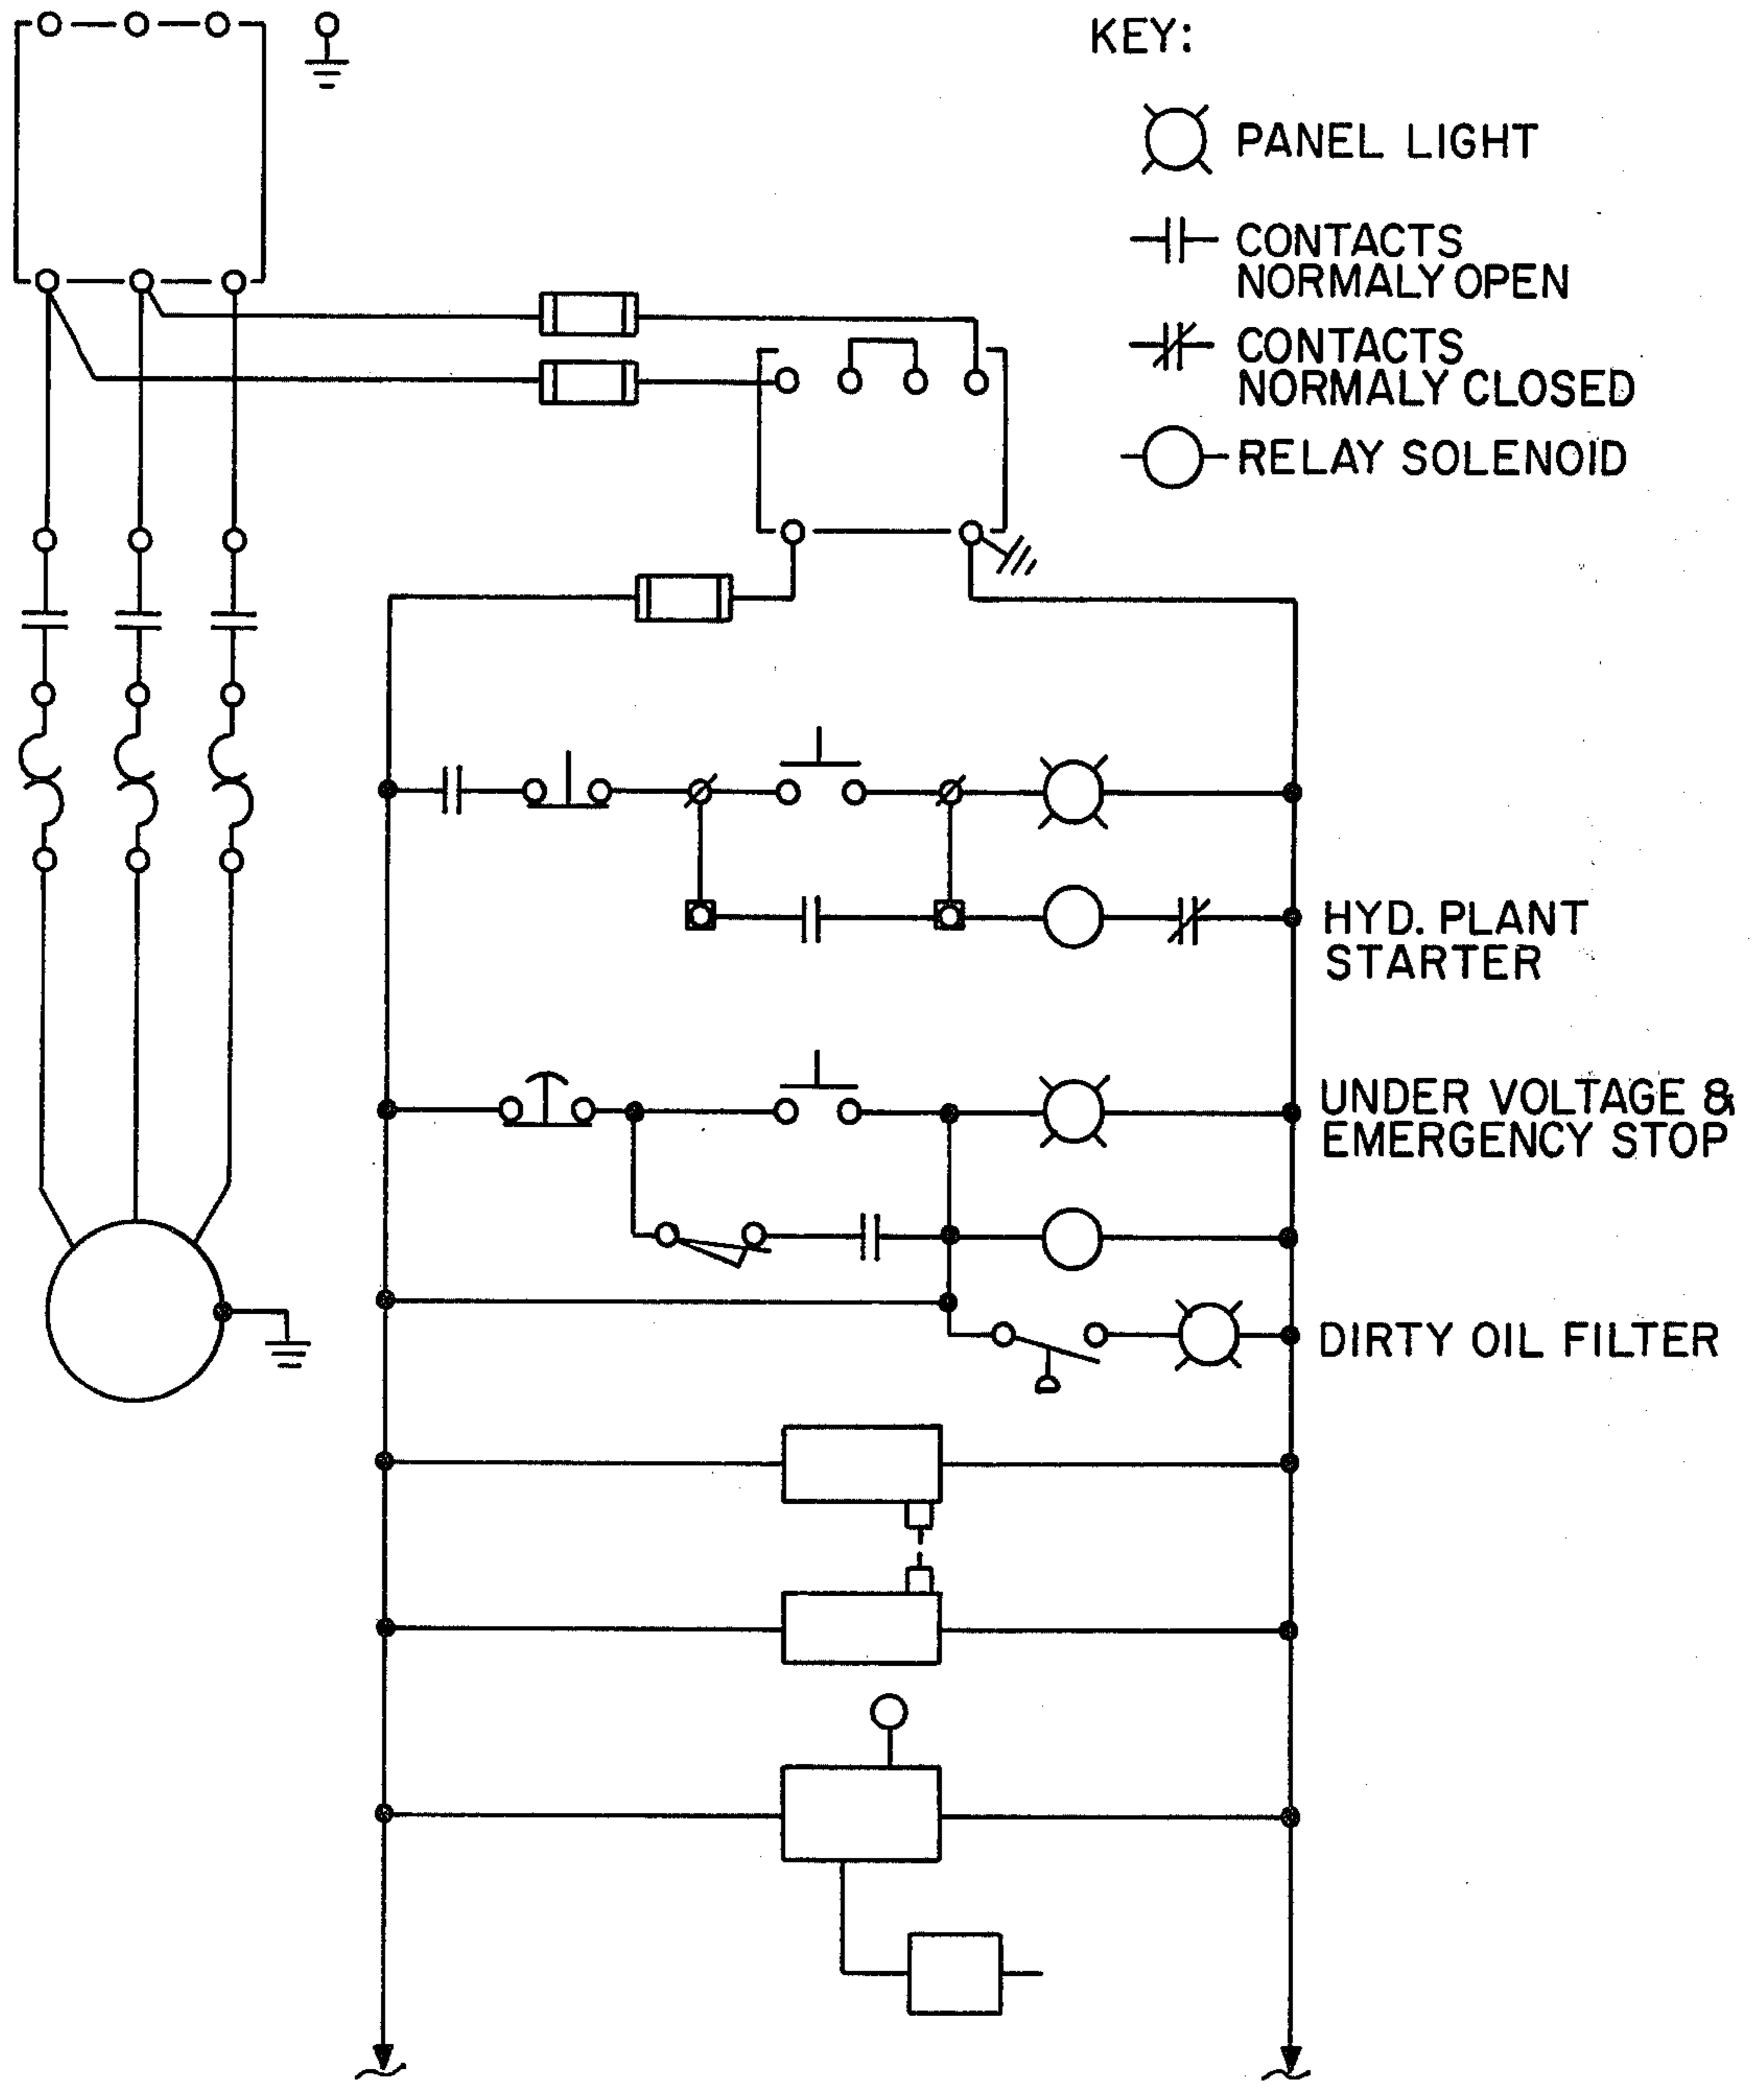 KEY:
PANEL LIGHT
CONTACTS
NORMALY OPEN
CONTACTS
NORMALY CLOSED
RELAY SOLENOID
HYD. PLANT
STARTER
UNDER VOLTAGE &
EMERGENCY STOP
DIRTY OIL FILTER